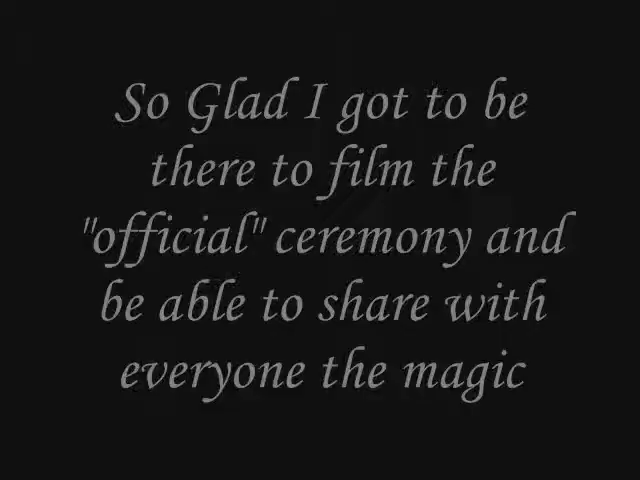 So Glad I got to be
there to film the
"official" ceremony and
be able to share with
everyone the magic